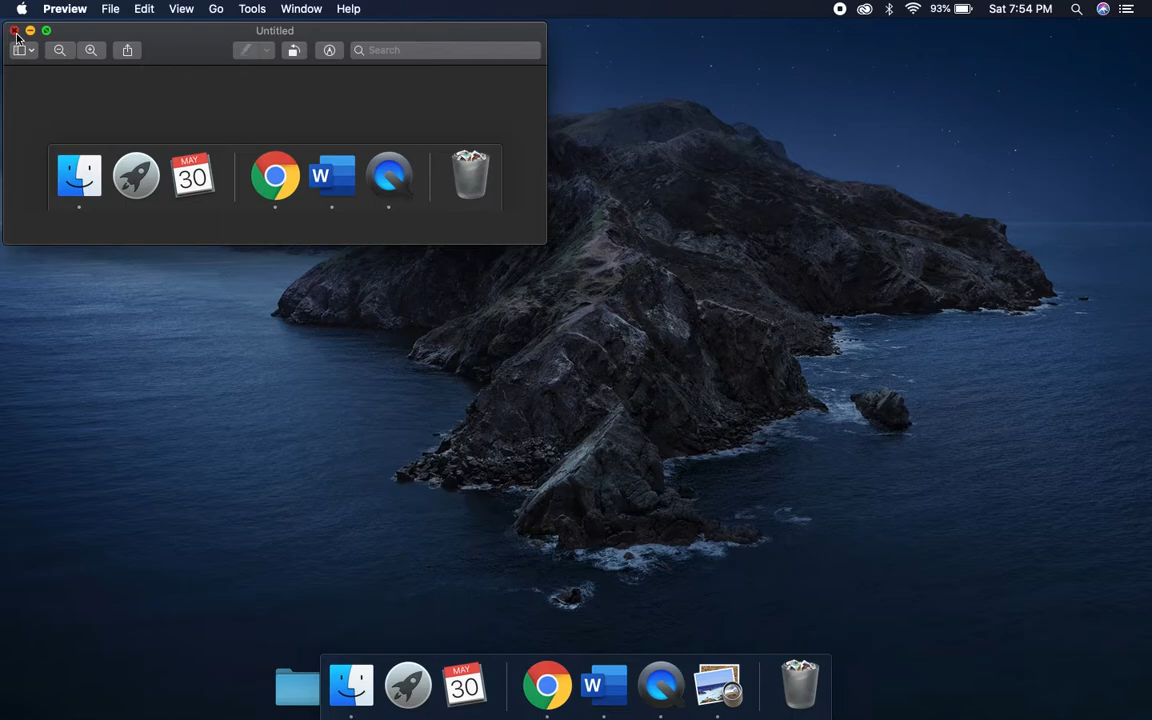 Preview File Edit View Go Tools Window Help 93% Sat 7:54 PM
Untitled
Search
MAY
30
W
MAY
30
W